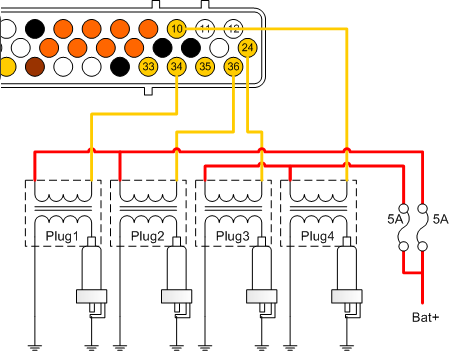 10 11 12
24
33 34 35 36
Plug1 Plug2 Plug3 Plug4
5A 5A
Bat+